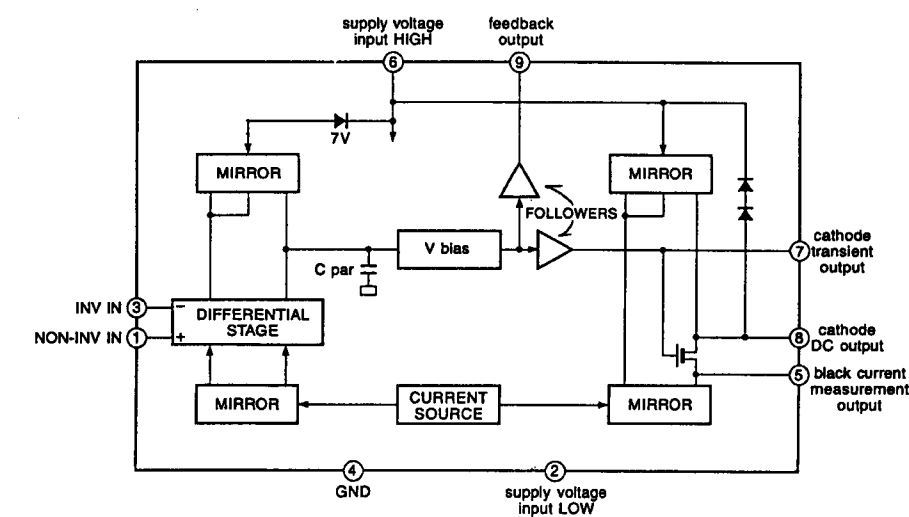 supply voltage
input HIGH
feedback
output
6
9
7V
MIRROR
MIRROR
FOLLOWERS
V bias
C par
7
cathode
transient
output
INV IN
3
−
NON-INV IN
1
+
DIFFERENTIAL
STAGE
8
cathode
DC output
5
black current
measurement
output
MIRROR
CURRENT
SOURCE
MIRROR
4
GND
2
supply voltage
input LOW